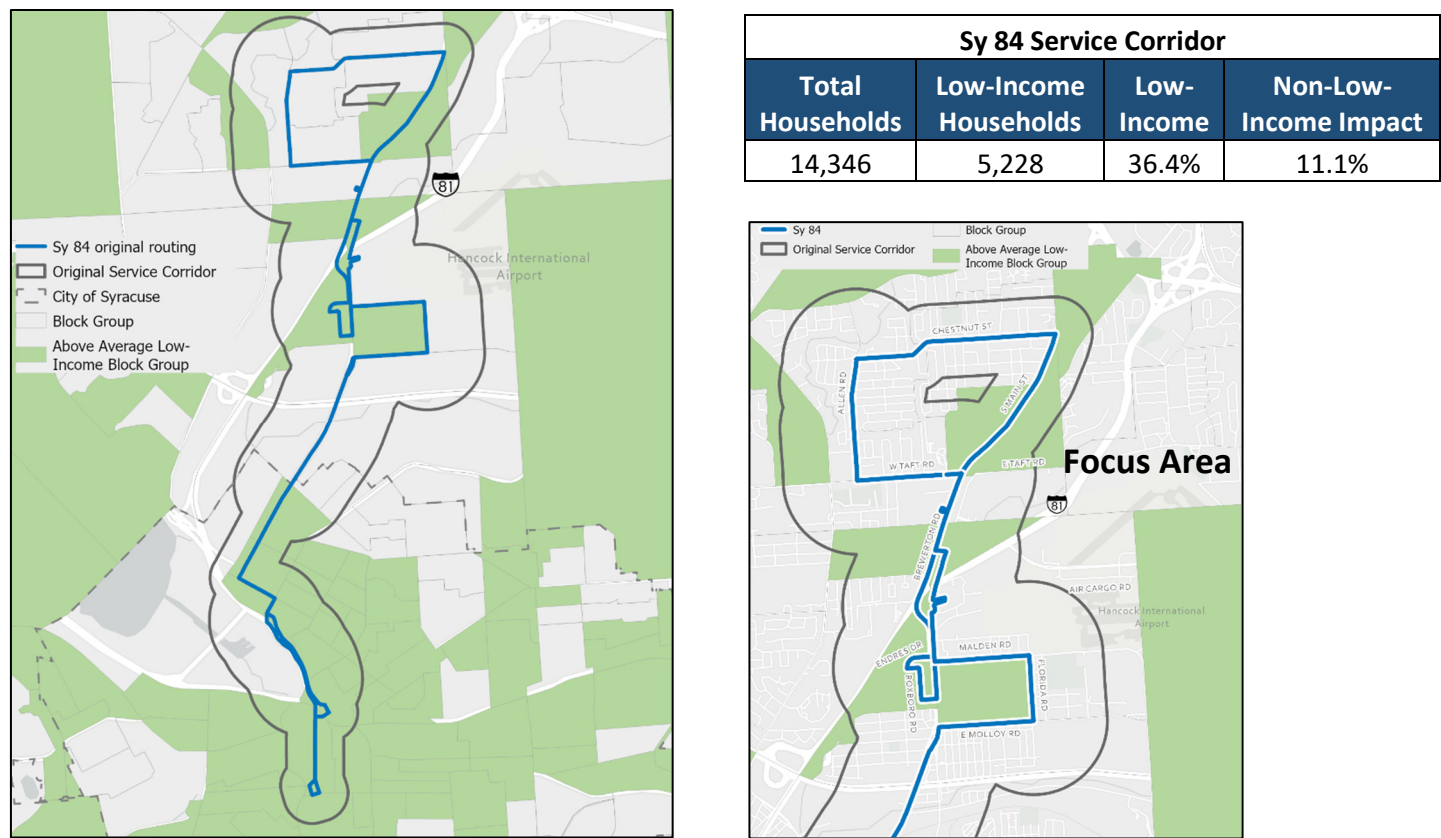 81
Hancock International
Airport
Sy 84 original routing
Original Service Corridor
City of Syracuse
Block Group
Above Average Low-
Income Block Group
Sy 84 Service Corridor
Total
Households
Low-Income
Households
Low-
Income
Non-Low-
Income Impact
14,346
5,228
36.4%
11.1%
Sy 84
Original Service Corridor
Block Group
Above Average Low-
Income Block Group
CHESTNUT ST
ALLEN RD
S MAIN ST
W TAFT RD
E TAFT RD
Focus Area
81
BREWERTON RD
AIR CARGO RD
Hancock International
Airport
ENDRES DR
MALDEN RD
ROXBORO RD
FLORIDA RD
E MOLLOY RD